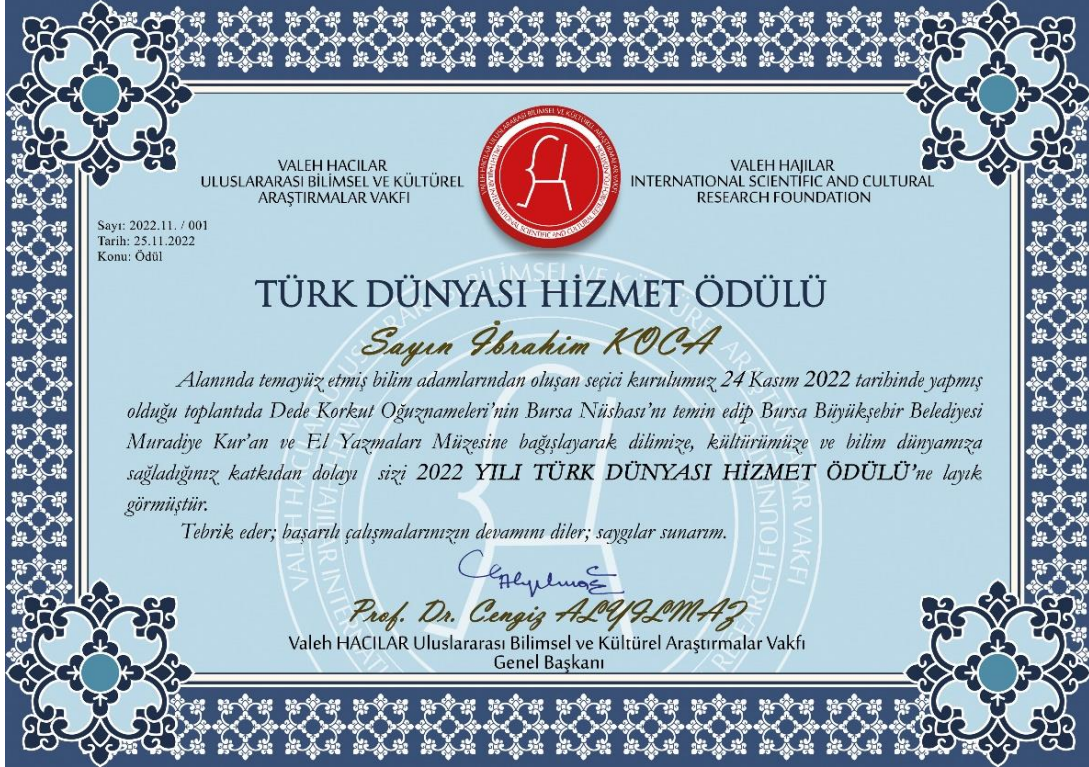 VALEH HACILAR
ULUSLARARASI BİLİMSEL VE KÜLTÜREL
ARAŞTIRMALAR VAKFI
VALEH HAJILAR
INTERNATIONAL SCIENTIFIC AND CULTURAL
RESEARCH FOUNDATION
Sayı: 2022.11. / 001
Tarih: 25.11.2022
Konu: Ödül
TÜRK DÜNYASI HİZMET ÖDÜLÜ
Sayın İbrahim KOCA
Alanında temayüz etmiş bilim adamlarından oluşan seçici kurulumuz 24 Kasım 2022 tarihinde yapmış
olduğu toplantıda Dede Korkut Oğuznameleri'nin Bursa Nüshası'nı temin edip Bursa Büyükşehir Belediyesi
Muradiye Kur'an ve El Yazmaları Müzesine bağışlayarak dilimize, kültürümüze ve bilim dünyamıza
sağladığınız katkıdan dolayı sizi 2022 YILI TÜRK DÜNYASI HİZMET ÖDÜLÜ'ne layık
görmüştür.
Tebrik eder; başarılı çalışmalarınızın devamını diler; saygılar sunarım.
Prof. Dr. Cengiz ALYILMAZ
Valeh HACILAR Uluslararası Bilimsel ve Kültürel Araştırmalar Vakfı
Genel Başkanı